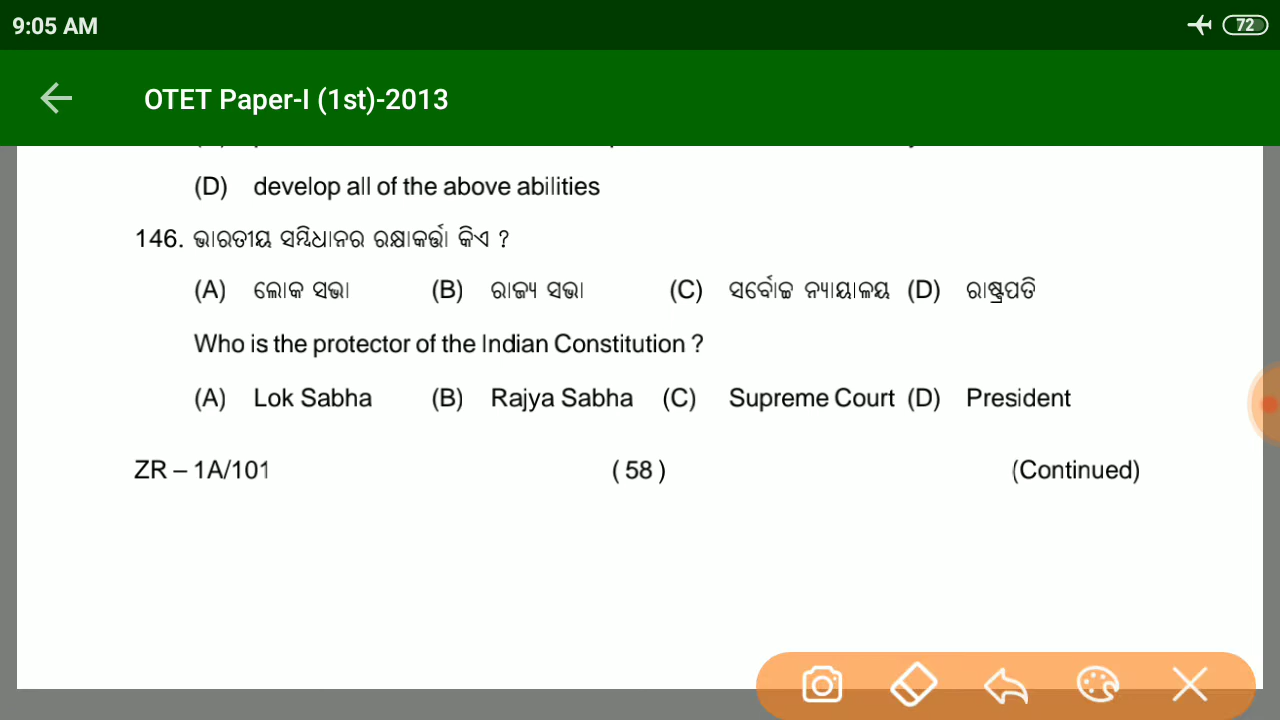 9:05 AM
72
OTET Paper-I (1st)-2013
(D) develop all of the above abilities
146. ଭାରତୀୟ ସମ୍ବିଧାନର ରକ୍ଷାକର୍ତ୍ତା କିଏ ?
(A) ଲୋକ ସଭା (B) ରାଜ୍ୟ ସଭା (C) ସର୍ବୋଚ୍ଚ ନ୍ୟାୟାଳୟ (D) ରାଷ୍ଟ୍ରପତି
Who is the protector of the Indian Constitution ?
(A) Lok Sabha (B) Rajya Sabha (C) Supreme Court (D) President
ZR – 1A/101 ( 58 ) (Continued)